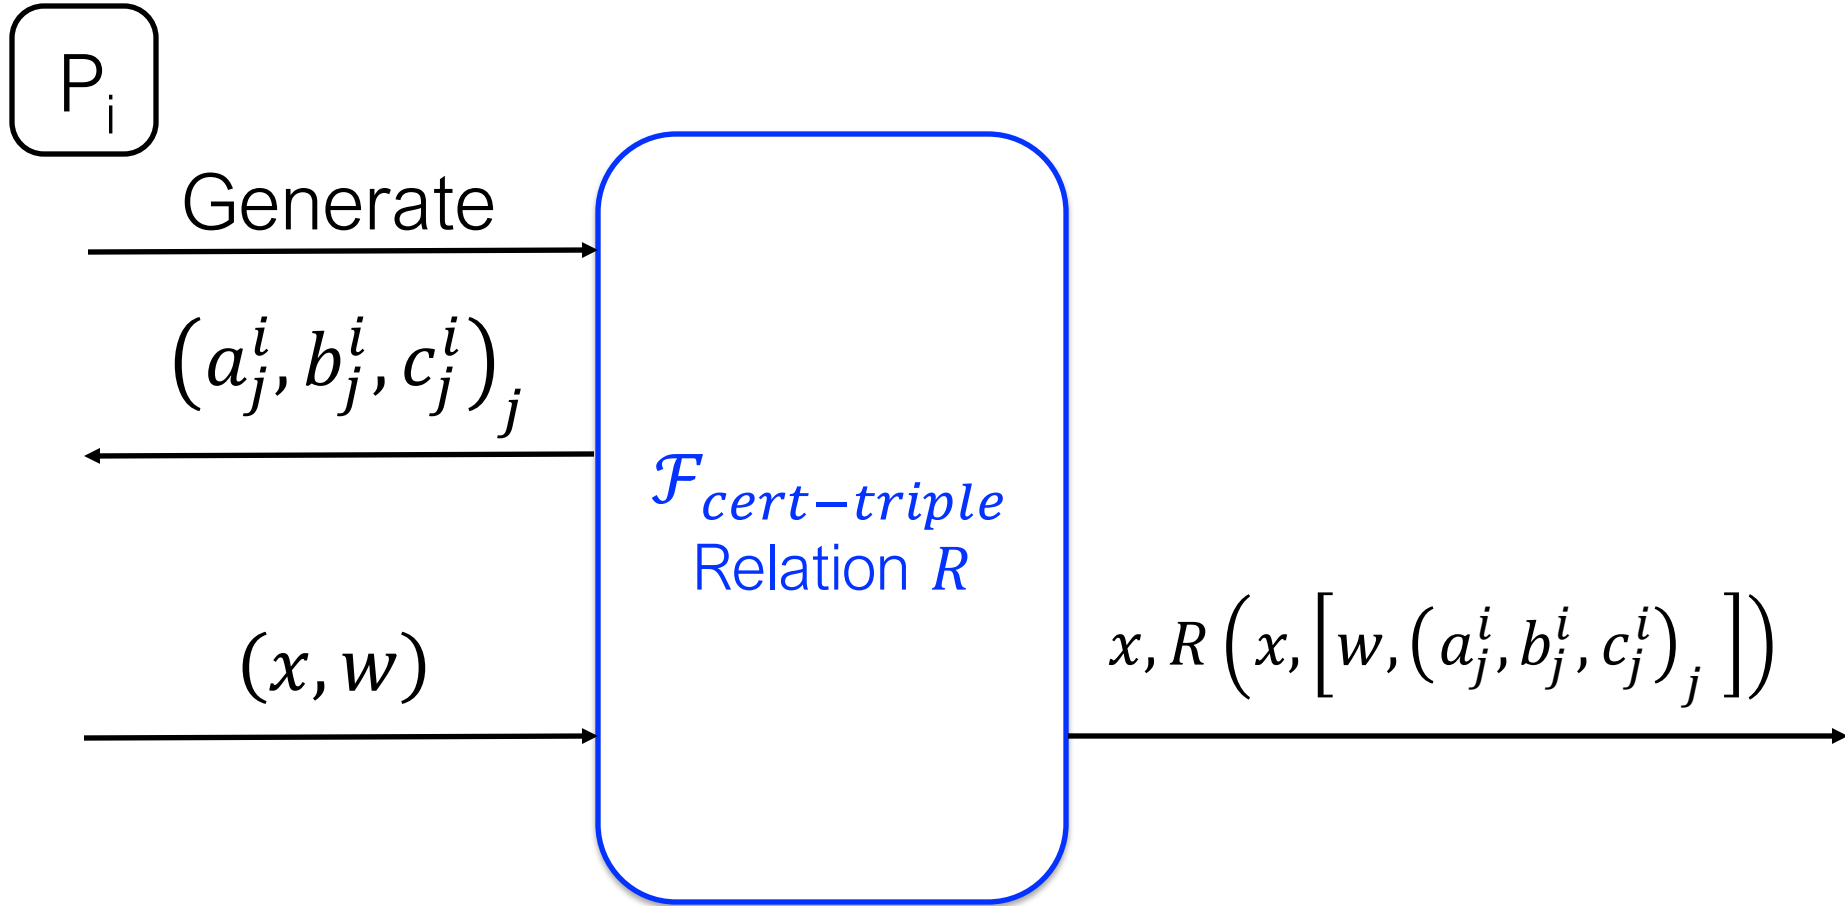 P_i
Generate
(a_j^i, b_j^i, c_j^i)_j
ℱ_{cert−triple}
Relation R
(x, w)
x, R(x, [w, (a_j^i, b_j^i, c_j^i)_j])